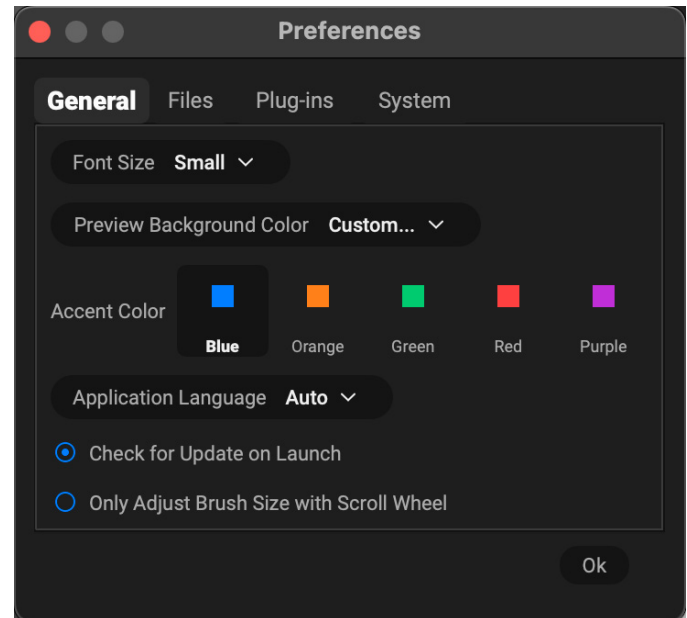 Preferences
General Files Plug-ins System
Font Size Small
Preview Background Color Custom...
Accent Color
Blue Orange Green Red Purple
Application Language Auto
Check for Update on Launch
Only Adjust Brush Size with Scroll Wheel
Ok